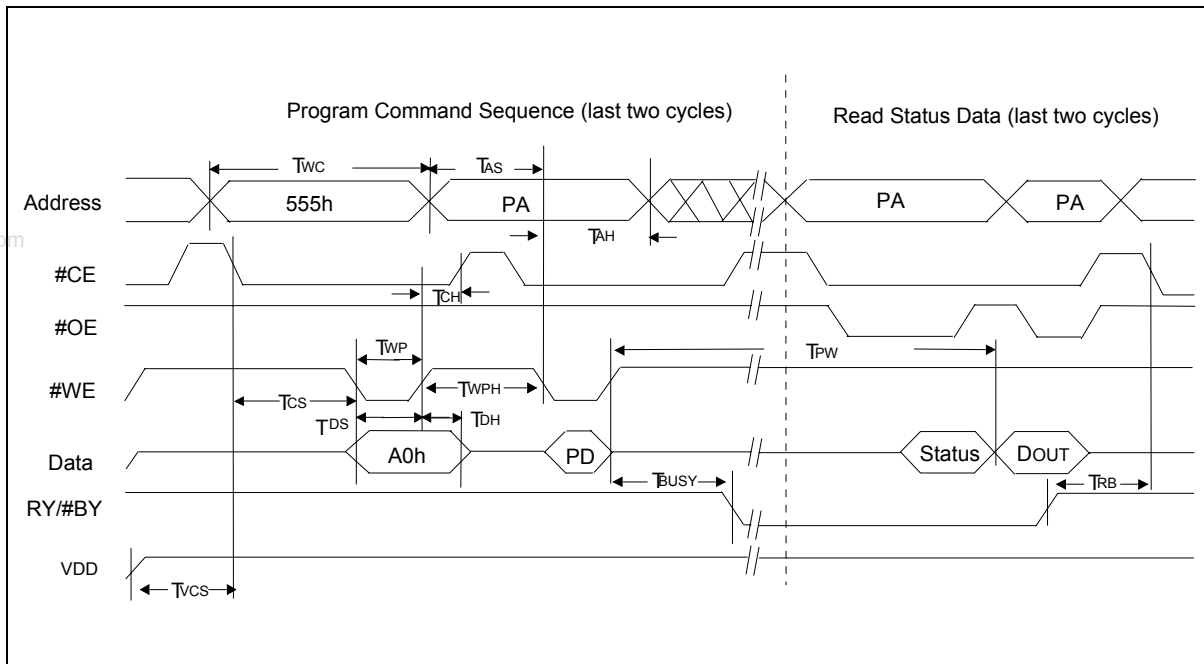 Program Command Sequence (last two cycles)
Read Status Data (last two cycles)
TWC
TAS
Address
555h
PA
PA
PA
TAH
om
#CE
TCH
#OE
TWP
TPW
#WE
TWPH
TCS
TDS
TDH
Data
A0h
PD
Status
DOUT
TBUSY
TRB
RY/#BY
VDD
TVCS